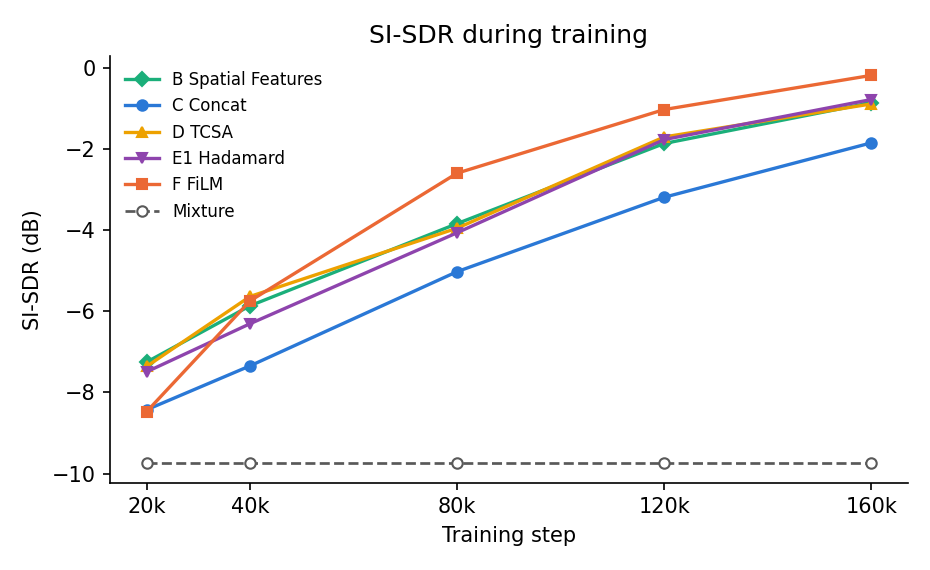 SI-SDR during training
SI-SDR (dB)
0
−2
−4
−6
−8
−10
B Spatial Features
C Concat
D TCSA
E1 Hadamard
F FiLM
Mixture
20k 40k 80k 120k 160k
Training step